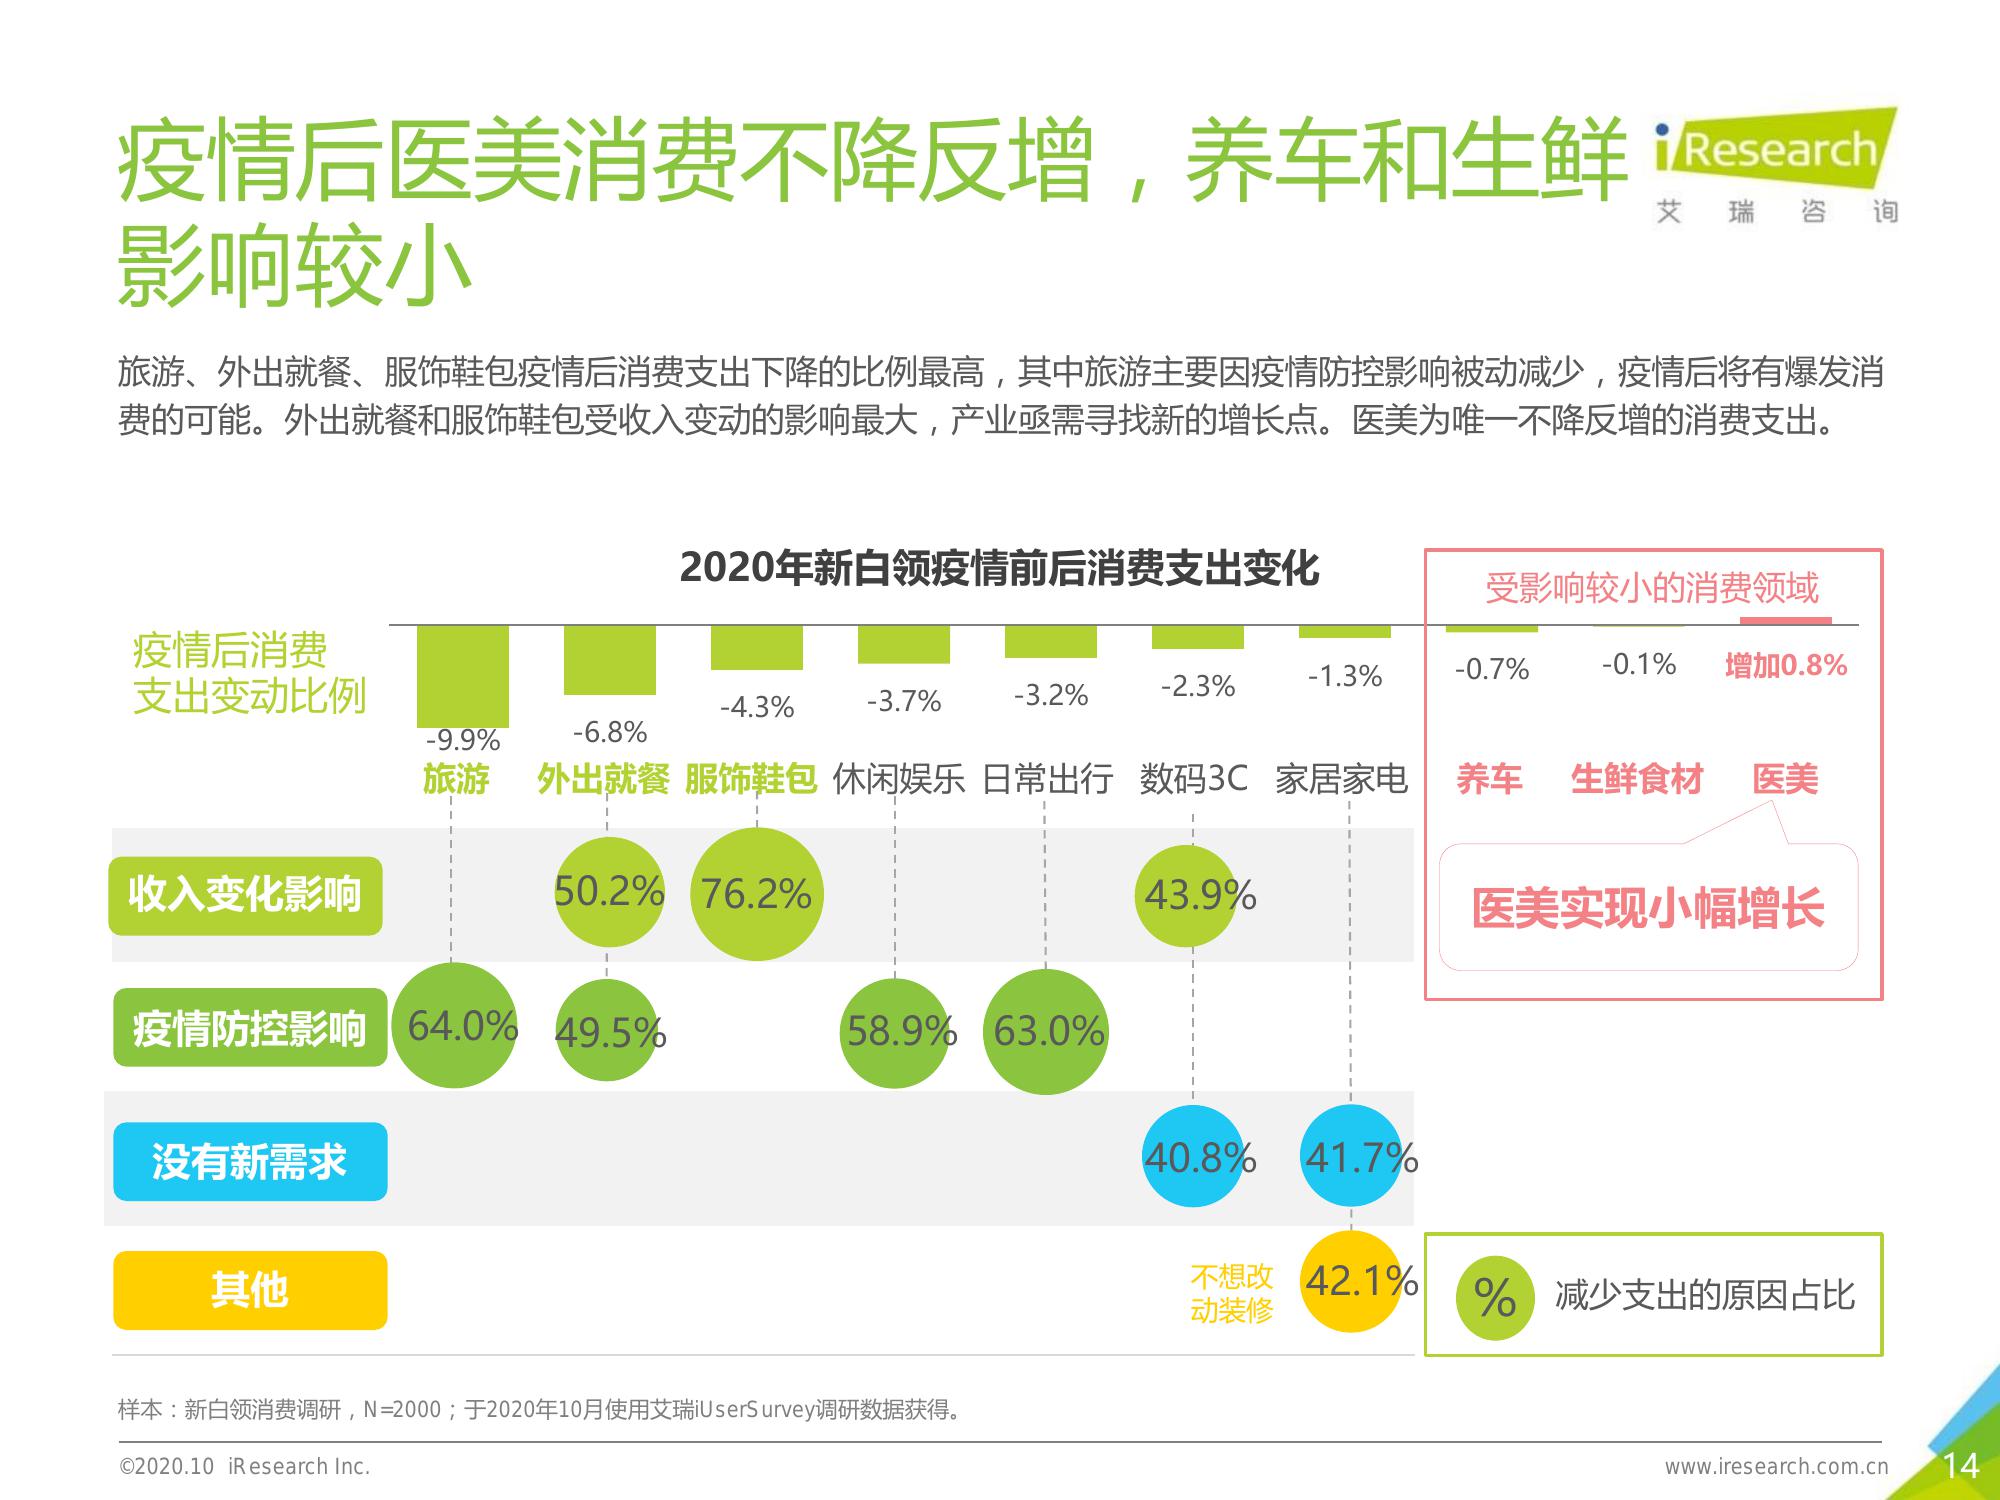 疫情后医美消费不降反增，养车和生鲜
影响较小
iResearch
艾瑞咨询
旅游、外出就餐、服饰鞋包疫情后消费支出下降的比例最高，其中旅游主要因疫情防控影响被动减少，疫情后将有爆发消
费的可能。外出就餐和服饰鞋包受收入变动的影响最大，产业亟需寻找新的增长点。医美为唯一不降反增的消费支出。
2020年新白领疫情前后消费支出变化
受影响较小的消费领域
疫情后消费
支出变动比例
-9.9%
-6.8%
-4.3%
-3.7%
-3.2%
-2.3%
-1.3%
-0.7%
-0.1%
增加0.8%
旅游
外出就餐
服饰鞋包
休闲娱乐
日常出行
数码3C
家居家电
养车
生鲜食材
医美
收入变化影响
50.2%
76.2%
43.9%
医美实现小幅增长
疫情防控影响
64.0%
49.5%
58.9%
63.0%
没有新需求
40.8%
41.7%
其他
不想改
动装修
42.1%
%
减少支出的原因占比
样本：新白领消费调研，N=2000；于2020年10月使用艾瑞iUserSurvey调研数据获得。
©2020.10 iResearch Inc.
www.iresearch.com.cn
14